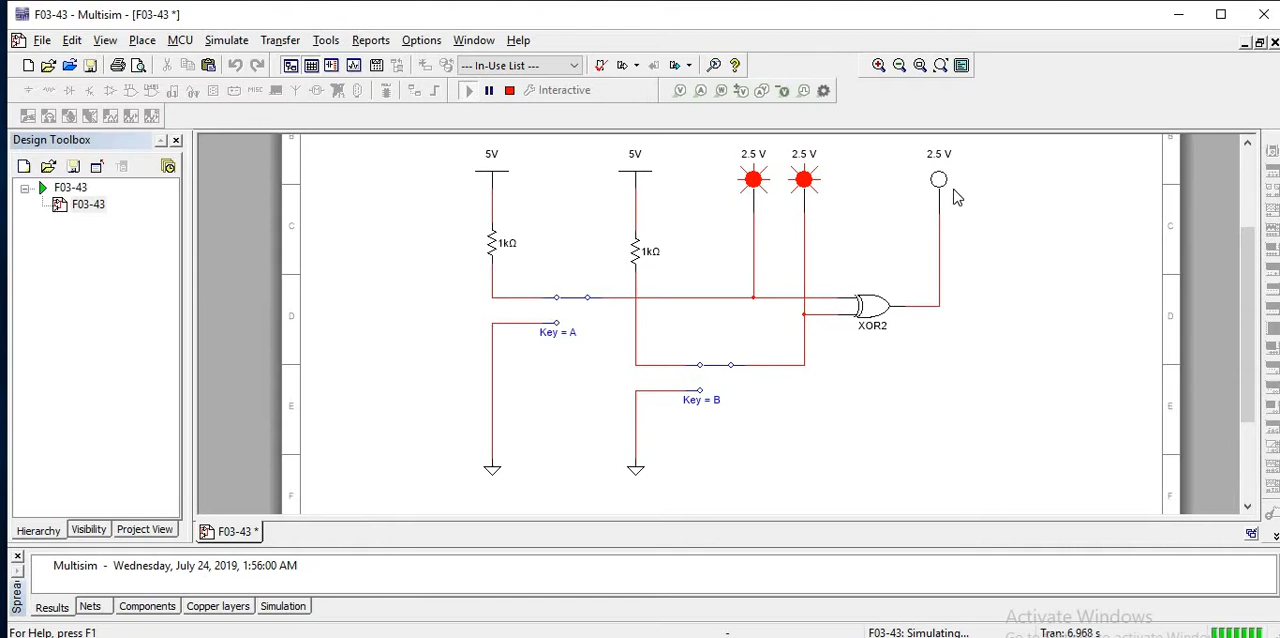 F03-43 - Multisim - [F03-43 *]
File Edit View Place MCU Simulate Transfer Tools Reports Options Window Help
--- In-Use List ---
MISC
Interactive
Design Toolbox
F03-43
F03-43
Hierarchy Visibility Project View
5V 5V 2.5 V 2.5 V 2.5 V
1kΩ 1kΩ
Key = A
XOR2
Key = B
B C D E F
B C D E F
F03-43 *
Multisim - Wednesday, July 24, 2019, 1:56:00 AM
Results Nets Components Copper layers Simulation
Activate Windows
For Help, press F1 - F03-43: Simulating... Tran: 6.968 s